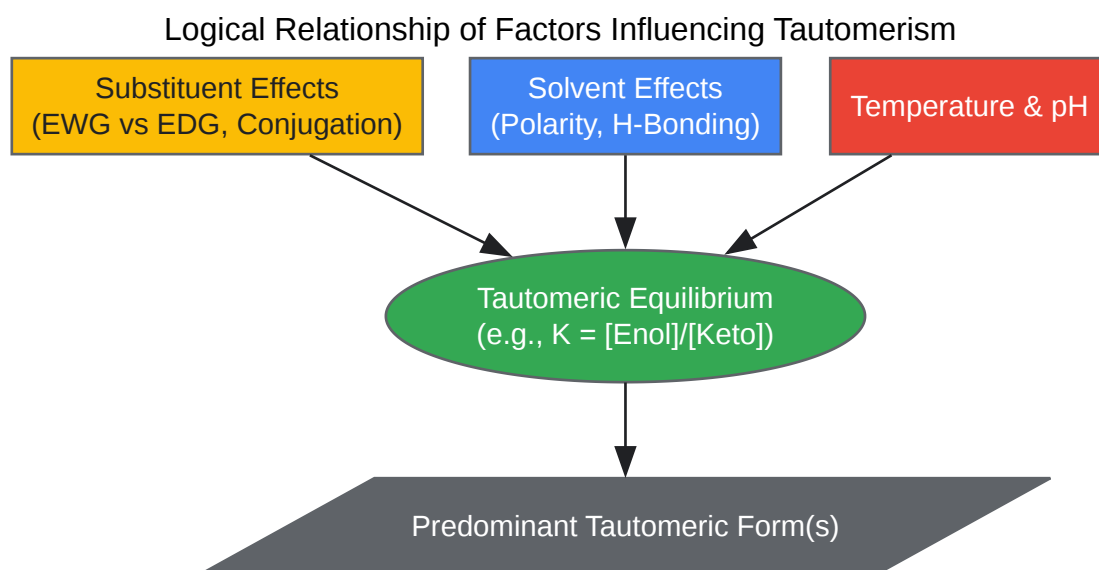 Logical Relationship of Factors Influencing Tautomerism
Substituent Effects
(EWG vs EDG, Conjugation)
Solvent Effects
(Polarity, H-Bonding)
Temperature & pH
Tautomeric Equilibrium
(e.g., K = [Enol]/[Keto])
Predominant Tautomeric Form(s)